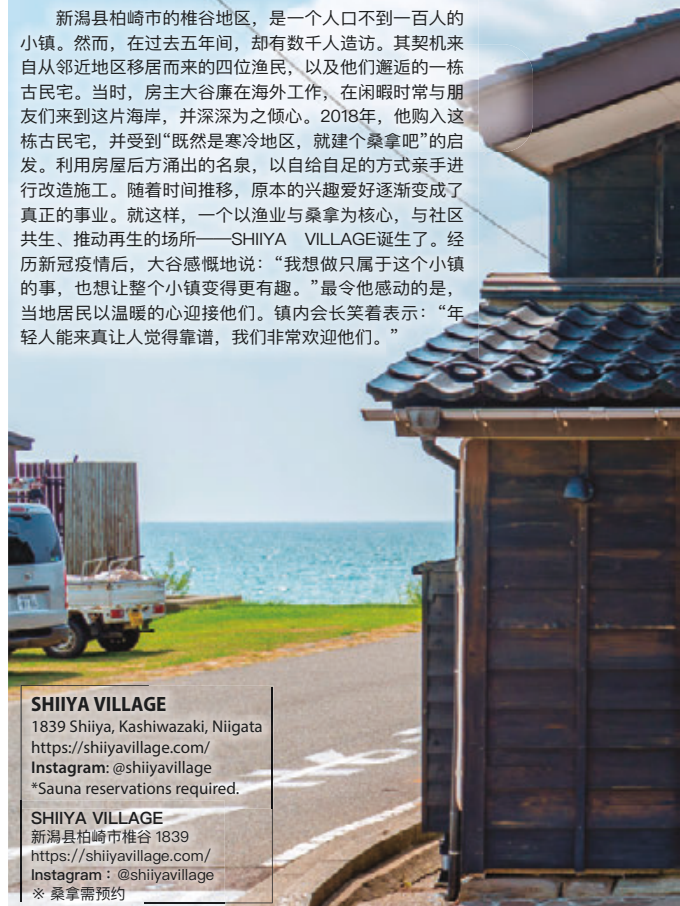 新潟县柏崎市的椎谷地区，是一个人口不到一百人的
小镇。然而，在过去五年间，却有数千人造访。其契机来
自从邻近地区移居而来的四位渔民，以及他们邂逅的一栋
古民宅。当时，房主大谷廉在海外工作，在闲暇时常与朋
友们来到这片海岸，并深深为之倾心。2018年，他购入这
栋古民宅，并受到“既然是寒冷地区，就建个桑拿吧”的启
发。利用房屋后方涌出的名泉，以自给自足的方式亲手进
行改造施工。随着时间推移，原本的兴趣爱好逐渐变成了
真正的事业。就这样，一个以渔业与桑拿为核心，与社区
共生、推动再生的场所——SHIIYA VILLAGE诞生了。经
历新冠疫情后，大谷感慨地说：“我想做只属于这个小镇
的事，也想让整个小镇变得更有趣。”最令他感动的是，
当地居民以温暖的心迎接他们。镇内会长笑着表示：“年
轻人能来真让人觉得靠谱，我们非常欢迎他们。”
SHIIYA VILLAGE
1839 Shiiya, Kashiwazaki, Niigata
https://shiiyavillage.com/
Instagram: @shiiyavillage
*Sauna reservations required.
SHIIYA VILLAGE
新潟县柏崎市椎谷 1839
https://shiiyavillage.com/
Instagram：@shiiyavillage
※ 桑拿需预约